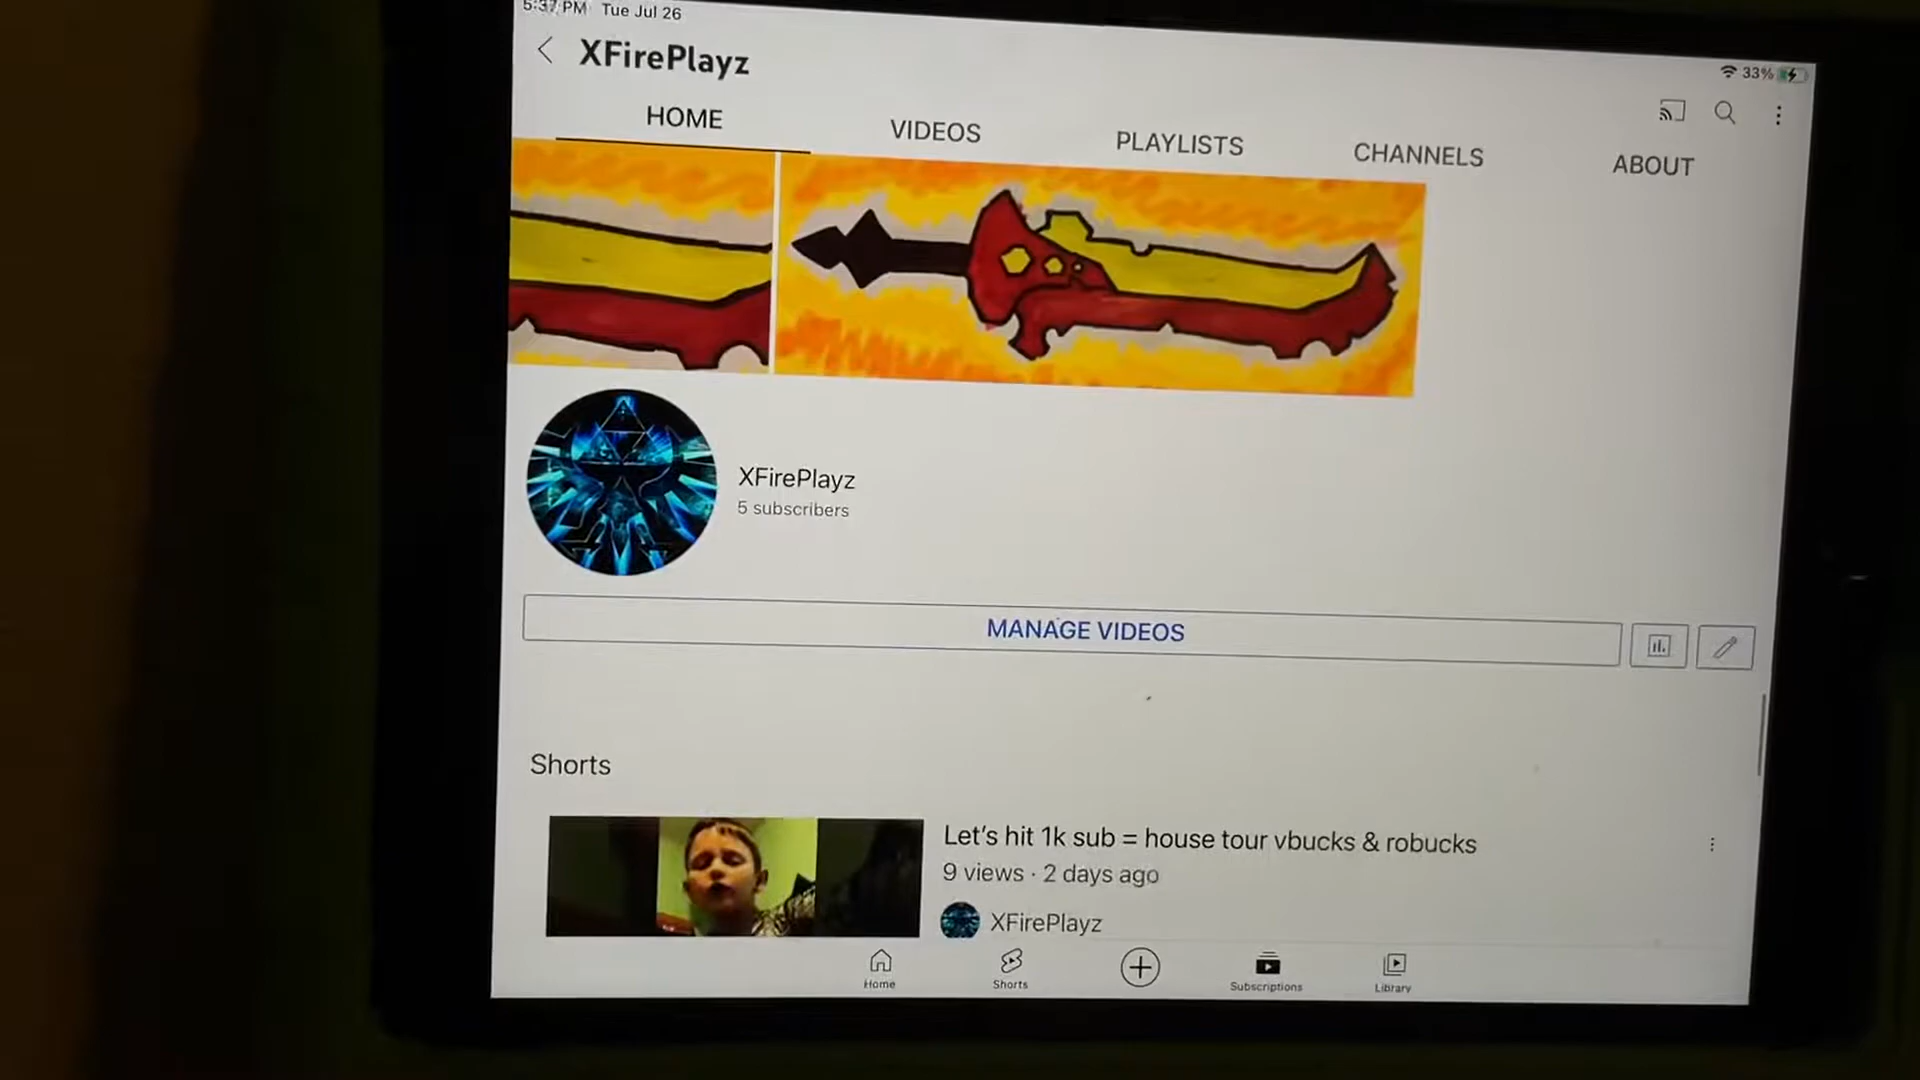 5:37 PM Tue Jul 26
33%
XFirePlayz
HOME
VIDEOS
PLAYLISTS
CHANNELS
ABOUT
XFirePlayz
5 subscribers
MANAGE VIDEOS
Shorts
Let's hit 1k sub = house tour vbucks & robucks
9 views · 2 days ago
XFirePlayz
Home
Shorts
Subscriptions
Library